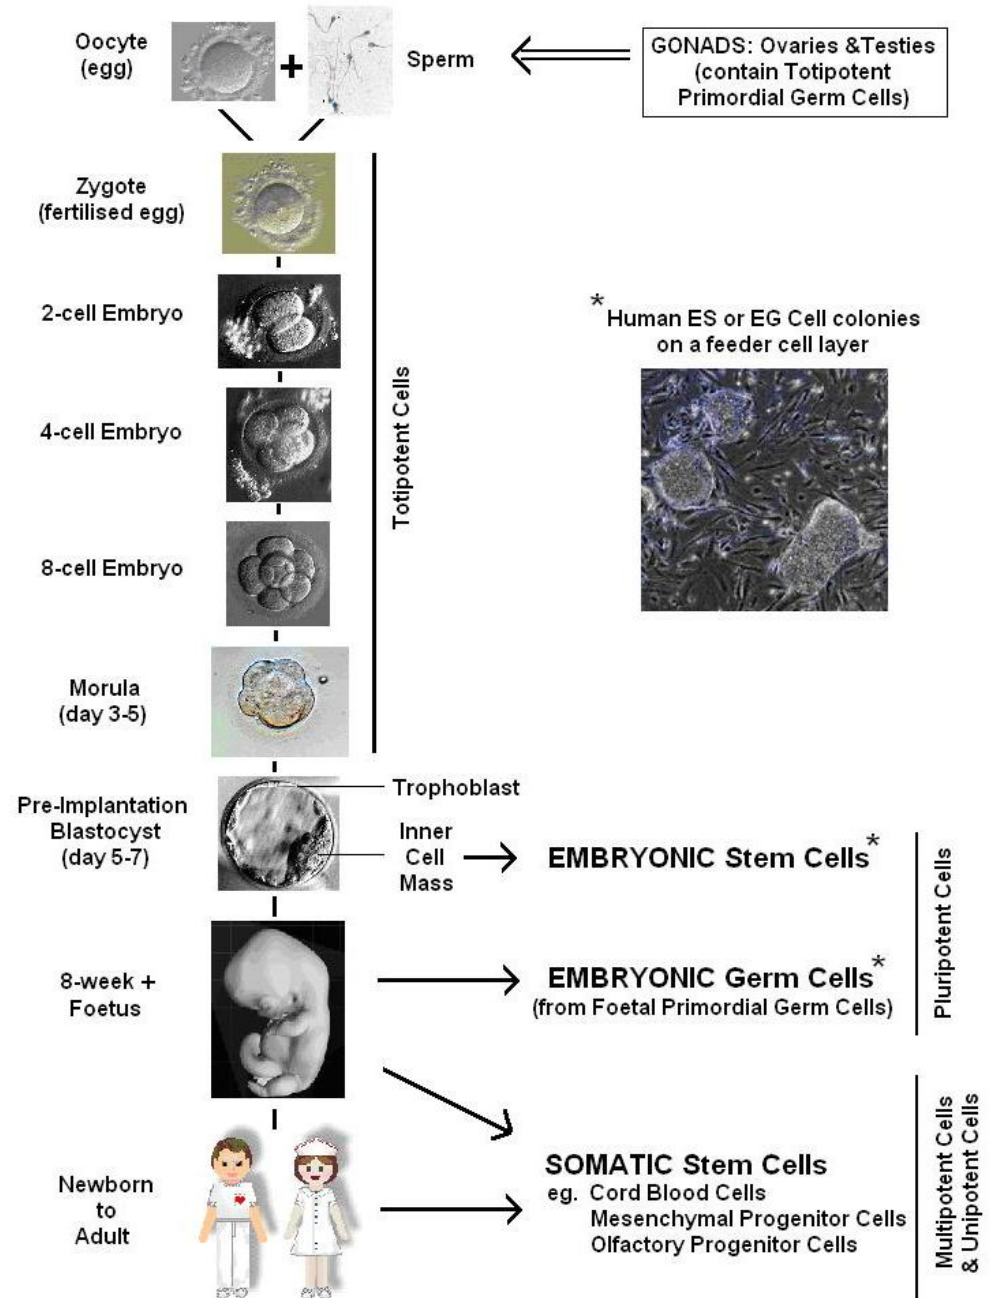 Oocyte
(egg)
+
Sperm
GONADS: Ovaries &Testies
(contain Totipotent
Primordial Germ Cells)
Zygote
(fertilised egg)
2-cell Embryo
4-cell Embryo
8-cell Embryo
Morula
(day 3-5)
Totipotent Cells
*Human ES or EG Cell colonies
on a feeder cell layer
Pre-Implantation
Blastocyst
(day 5-7)
Trophoblast
Inner
Cell
Mass
EMBRYONIC Stem Cells*
8-week +
Foetus
EMBRYONIC Germ Cells*
(from Foetal Primordial Germ Cells)
Pluripotent Cells
Newborn
to
Adult
SOMATIC Stem Cells
eg. Cord Blood Cells
Mesenchymal Progenitor Cells
Olfactory Progenitor Cells
Multipotent Cells
& Unipotent Cells